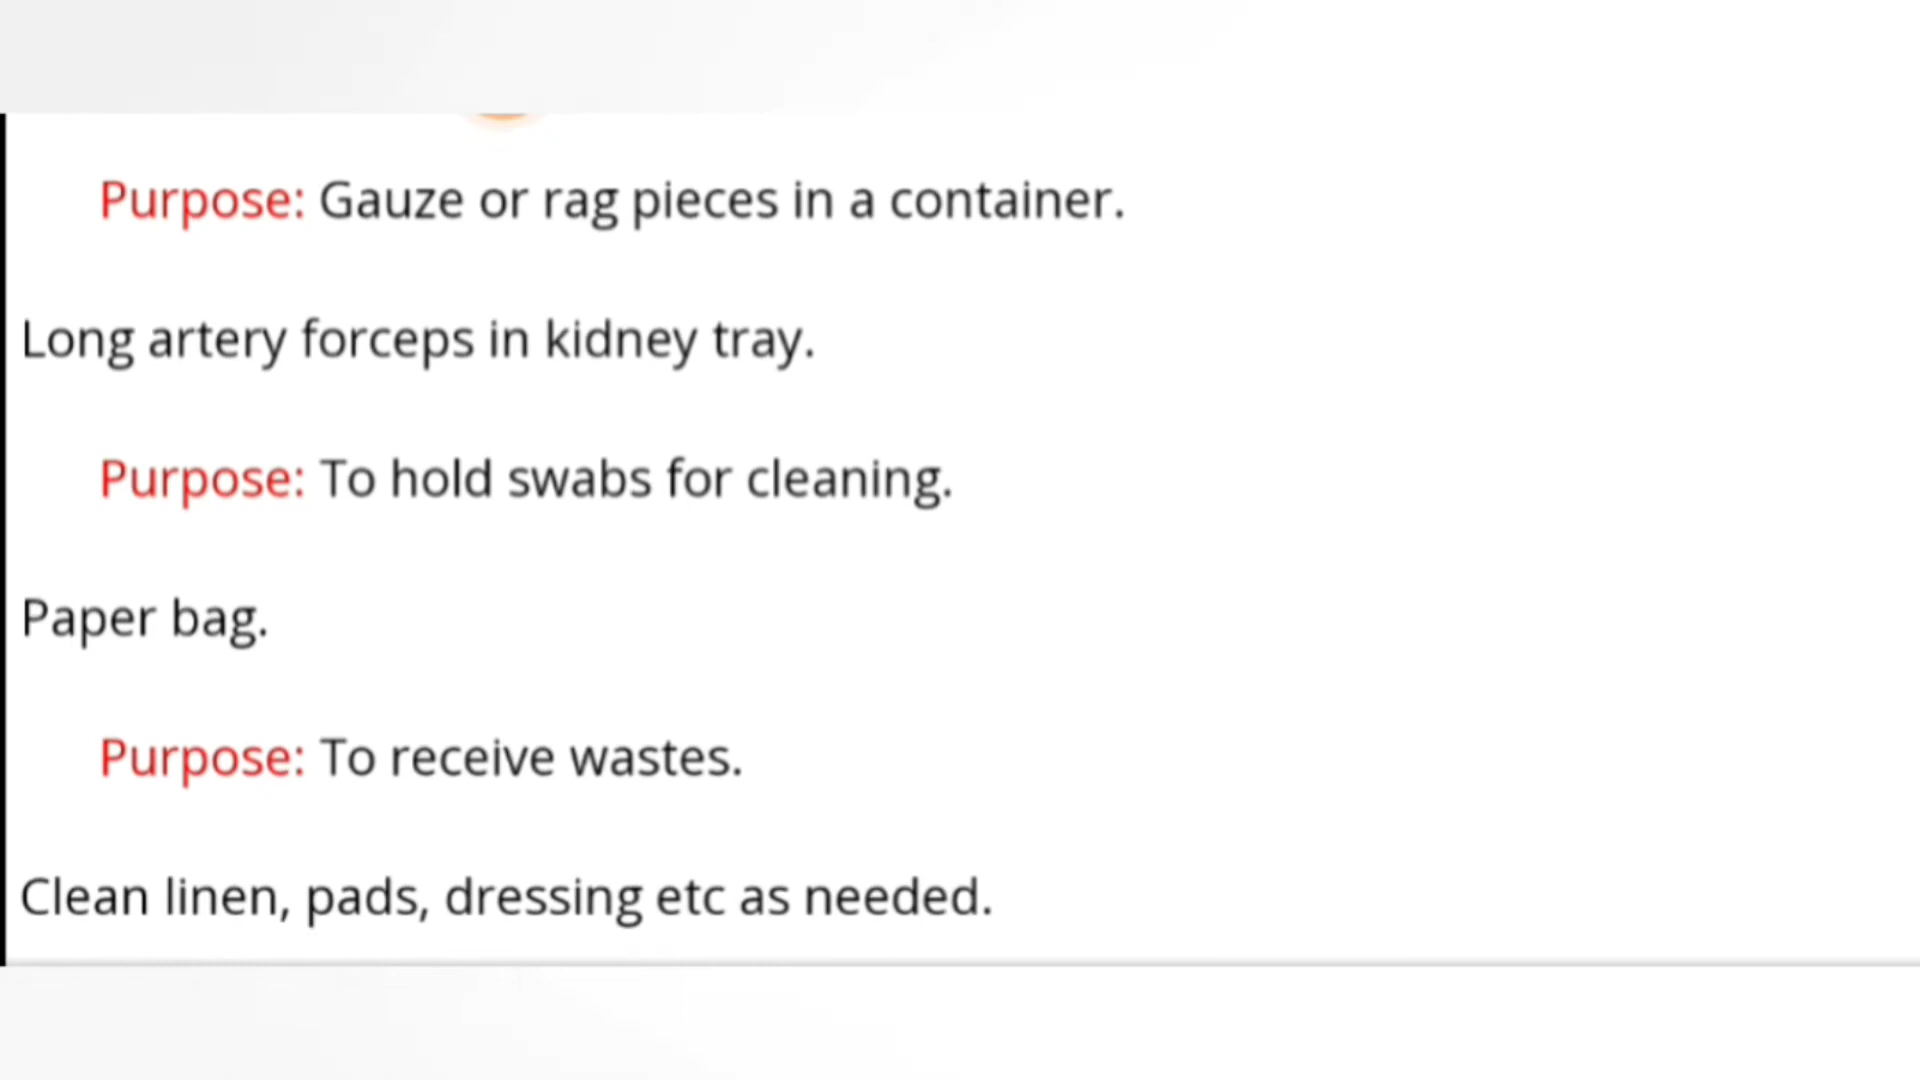 Purpose: Gauze or rag pieces in a container.
Long artery forceps in kidney tray.
Purpose: To hold swabs for cleaning.
Paper bag.
Purpose: To receive wastes.
Clean linen, pads, dressing etc as needed.